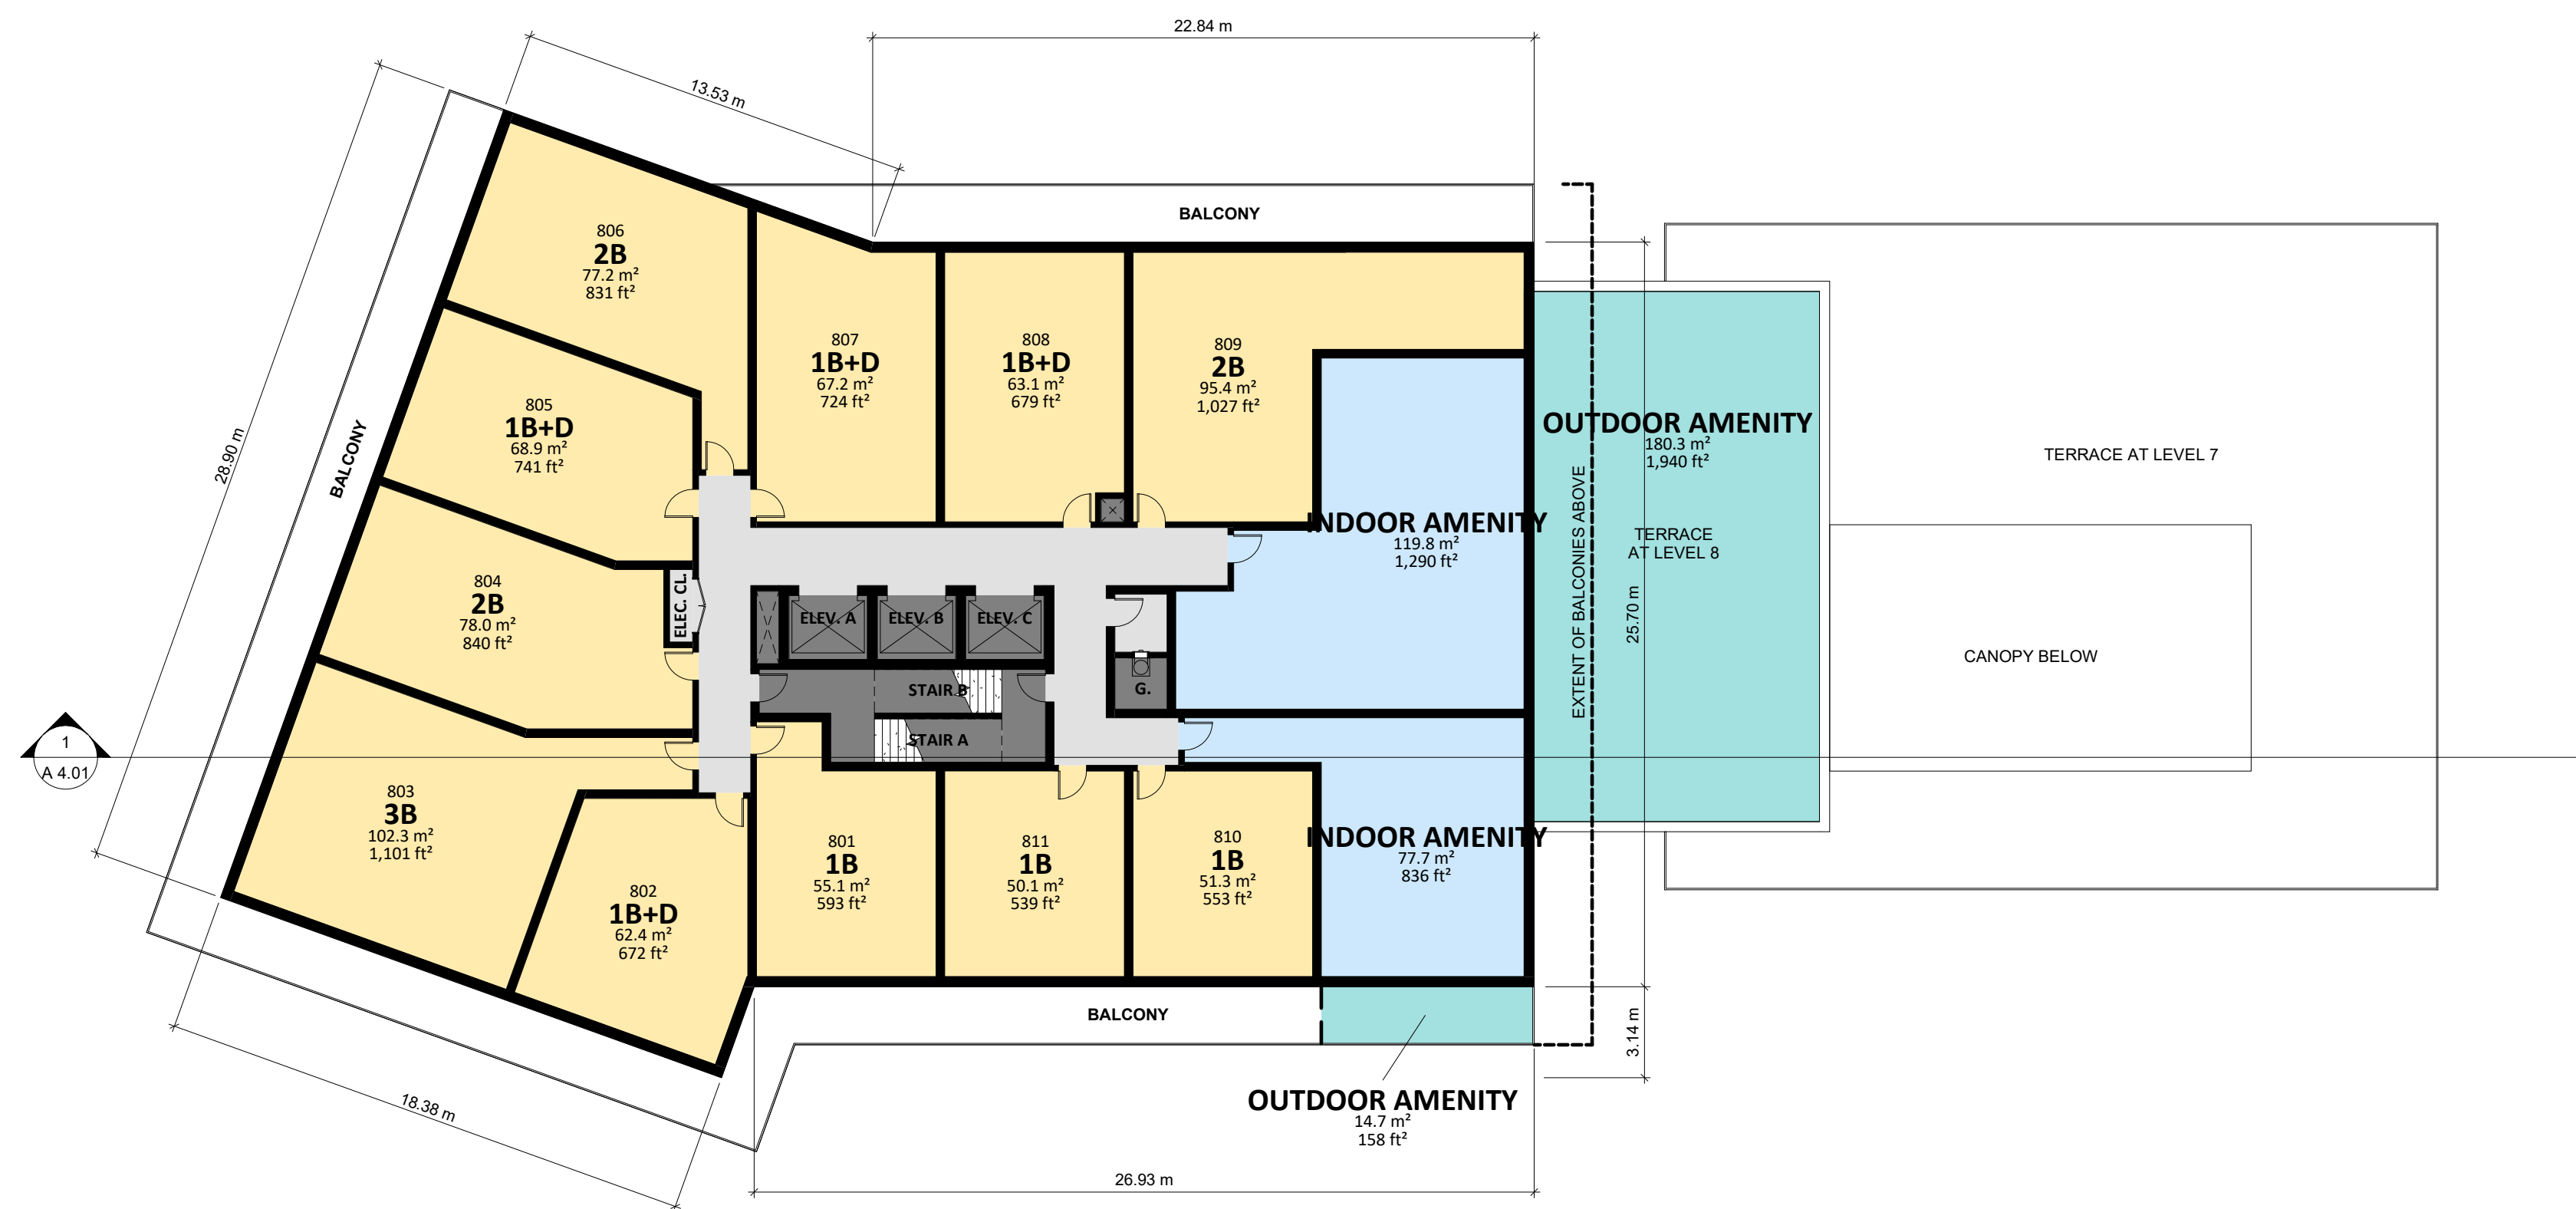 22.84 m
13.53 m
BALCONY
806
2B
77.2 m²
831 ft²
807
1B+D
67.2 m²
724 ft²
808
1B+D
63.1 m²
679 ft²
809
2B
95.4 m²
1,027 ft²
805
1B+D
68.9 m²
741 ft²
28.90 m
BALCONY
OUTDOOR AMENITY
180.3 m²
1,940 ft²
TERRACE
AT LEVEL 8
TERRACE AT LEVEL 7
INDOOR AMENITY
119.8 m²
1,290 ft²
EXTENT OF BALCONIES ABOVE
25.70 m
804
2B
78.0 m²
840 ft²
ELEC. CL.
ELEV. A
ELEV. B
ELEV. C
CANOPY BELOW
STAIR B
G.
STAIR A
1
A 4.01
803
3B
102.3 m²
1,101 ft²
802
1B+D
62.4 m²
672 ft²
801
1B
55.1 m²
593 ft²
811
1B
50.1 m²
539 ft²
810
1B
51.3 m²
553 ft²
INDOOR AMENITY
77.7 m²
836 ft²
BALCONY
3.14 m
18.38 m
OUTDOOR AMENITY
14.7 m²
158 ft²
26.93 m